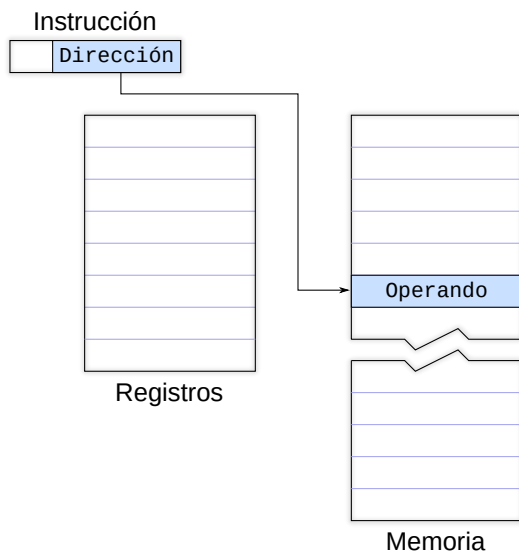 Instrucción
Dirección
Operando
Registros
Memoria